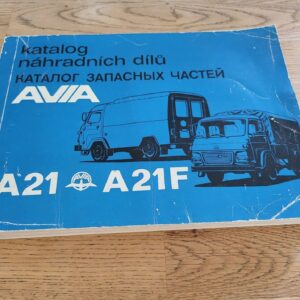 katalog
náhradních dílů
КАТАЛОГ ЗАПАСНЫХ ЧАСТЕЙ
AVIA
A21 A21F